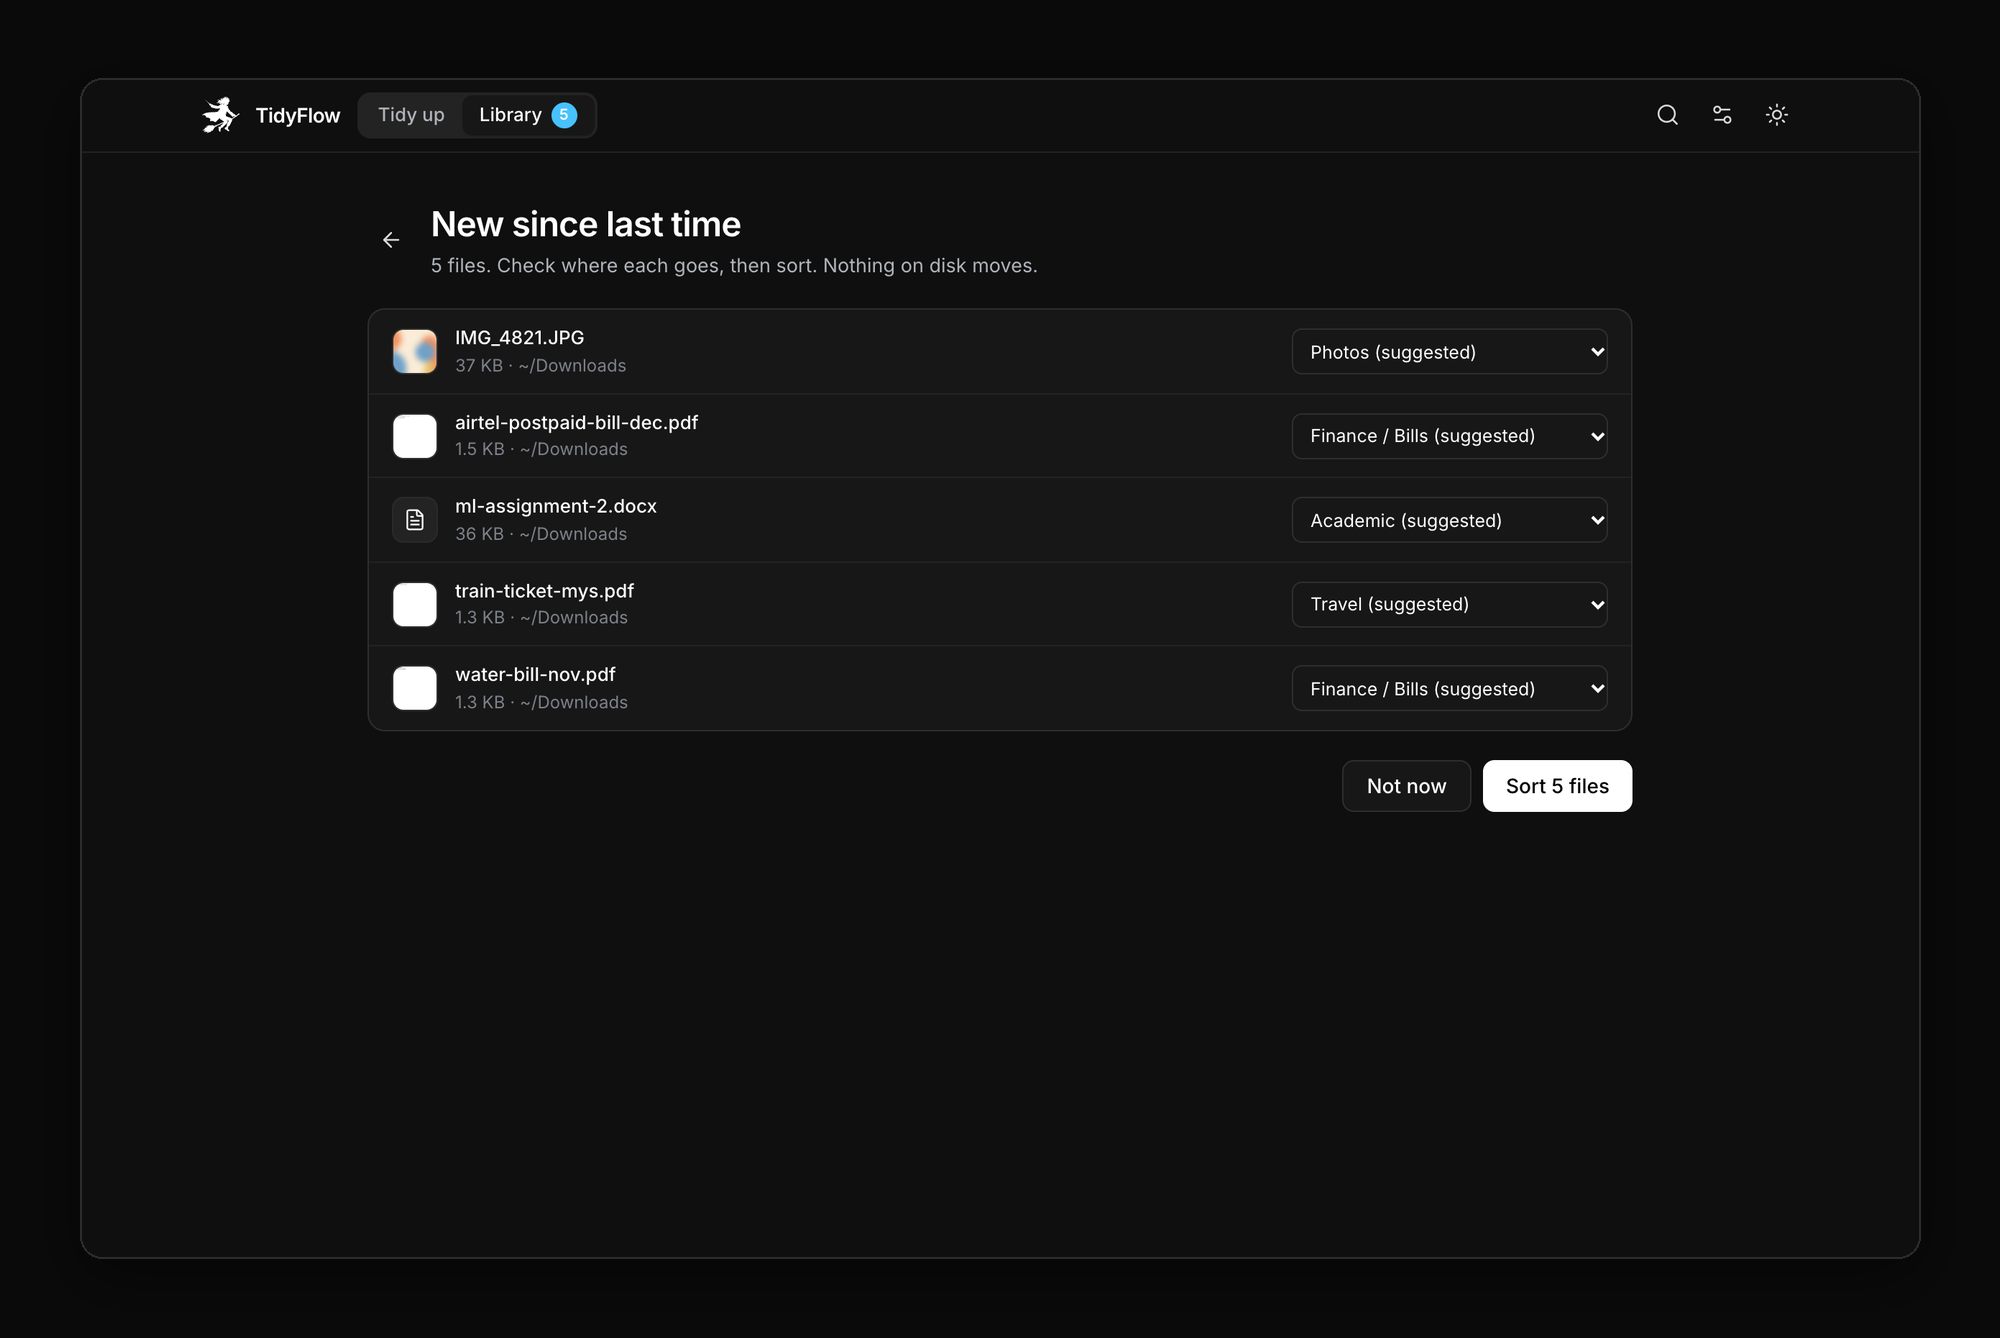 TidyFlow
Tidy up
Library 5
New since last time
5 files. Check where each goes, then sort. Nothing on disk moves.
IMG_4821.JPG
37 KB · ~/Downloads
Photos (suggested)
airtel-postpaid-bill-dec.pdf
1.5 KB · ~/Downloads
Finance / Bills (suggested)
ml-assignment-2.docx
36 KB · ~/Downloads
Academic (suggested)
train-ticket-mys.pdf
1.3 KB · ~/Downloads
Travel (suggested)
water-bill-nov.pdf
1.3 KB · ~/Downloads
Finance / Bills (suggested)
Not now
Sort 5 files